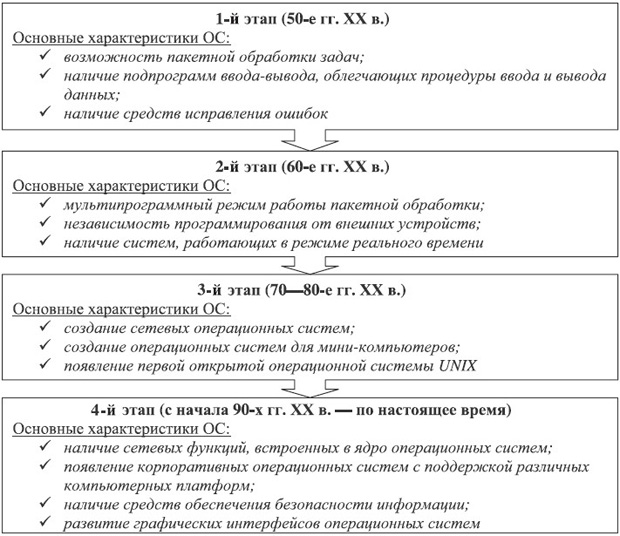 1-й этап (50-е гг. XX в.)
Основные характеристики ОС:
✓ возможность пакетной обработки задач;
✓ наличие подпрограмм ввода-вывода, облегчающих процедуры ввода и вывода
данных;
✓ наличие средств исправления ошибок
2-й этап (60-е гг. XX в.)
Основные характеристики ОС:
✓ мультипрограммный режим работы пакетной обработки;
✓ независимость программирования от внешних устройств;
✓ наличие систем, работающих в режиме реального времени
3-й этап (70—80-е гг. XX в.)
Основные характеристики ОС:
✓ создание сетевых операционных систем;
✓ создание операционных систем для мини-компьютеров;
✓ появление первой открытой операционной системы UNIX
4-й этап (с начала 90-х гг. XX в. — по настоящее время)
Основные характеристики ОС:
✓ наличие сетевых функций, встроенных в ядро операционных систем;
✓ появление корпоративных операционных систем с поддержкой различных
компьютерных платформ;
✓ наличие средств обеспечения безопасности информации;
✓ развитие графических интерфейсов операционных систем